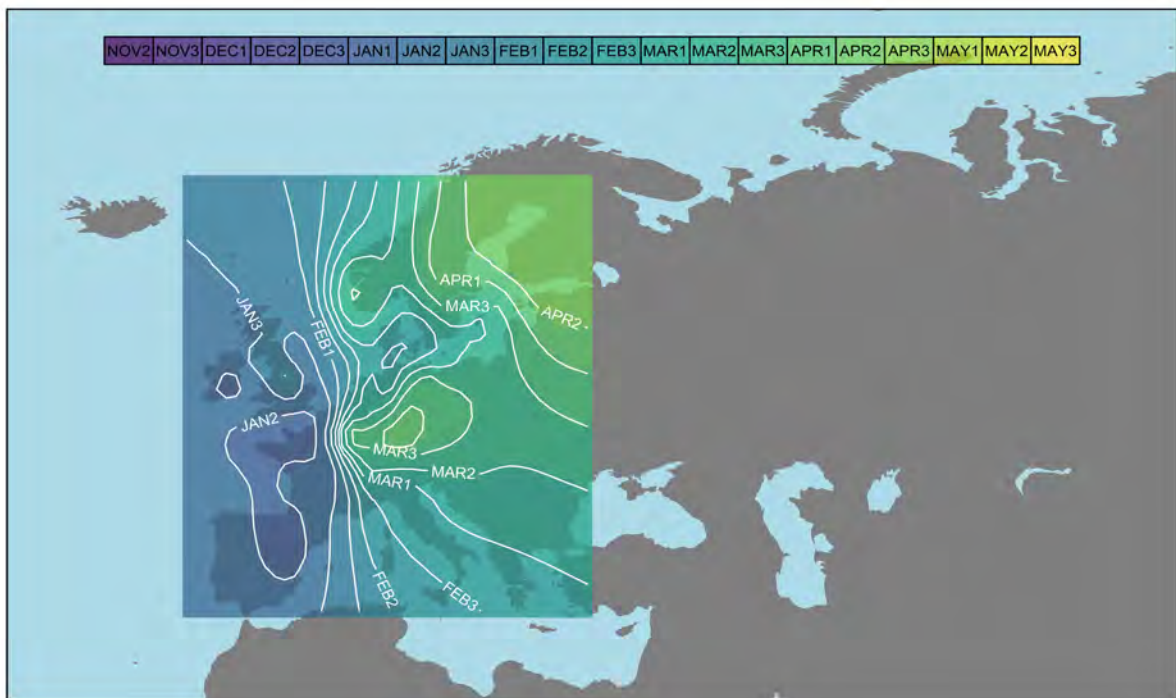 NOV2 NOV3 DEC1 DEC2 DEC3 JAN1 JAN2 JAN3 FEB1 FEB2 FEB3 MAR1 MAR2 MAR3 APR1 APR2 APR3 MAY1 MAY2 MAY3
APR1
JAN3
MAR3
APR2
FEB1
JAN2
MAR3
MAR2
MAR1
FEB2
FEB3